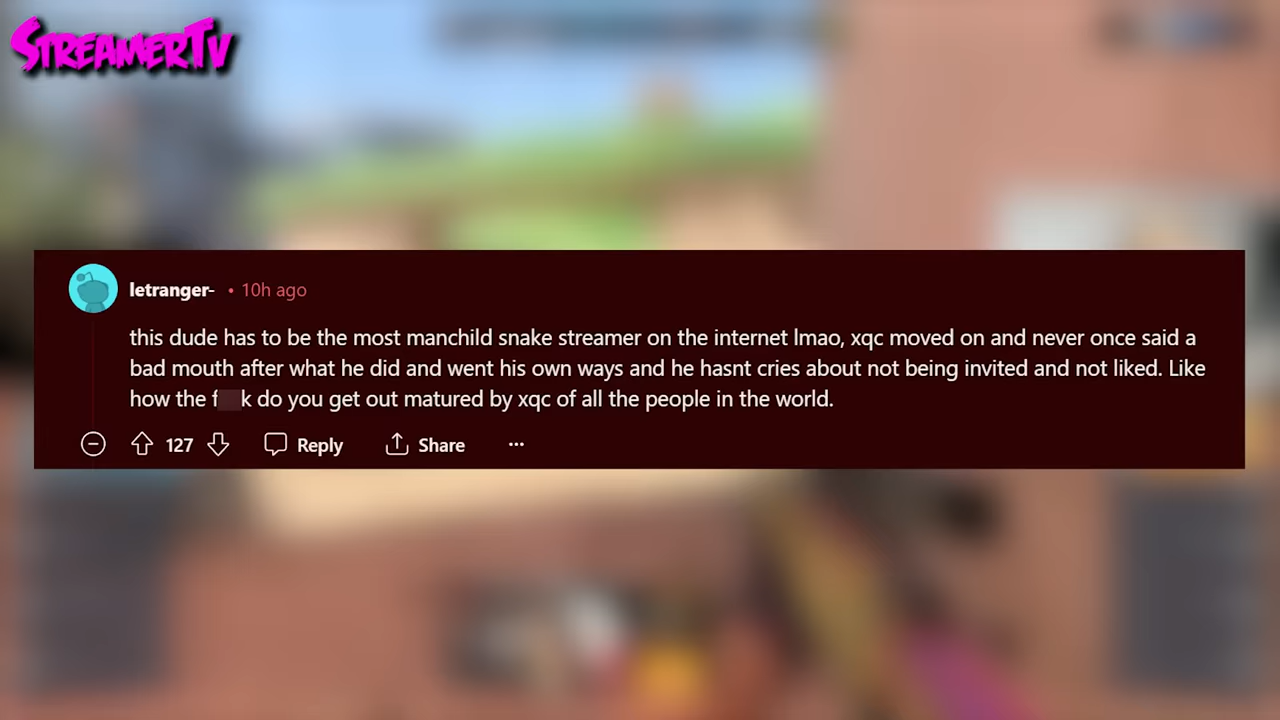 STREAMERTV
letranger- • 10h ago
this dude has to be the most manchild snake streamer on the internet lmao, xqc moved on and never once said a
bad mouth after what he did and went his own ways and he hasnt cries about not being invited and not liked. Like
how the f k do you get out matured by xqc of all the people in the world.
127 Reply Share ...